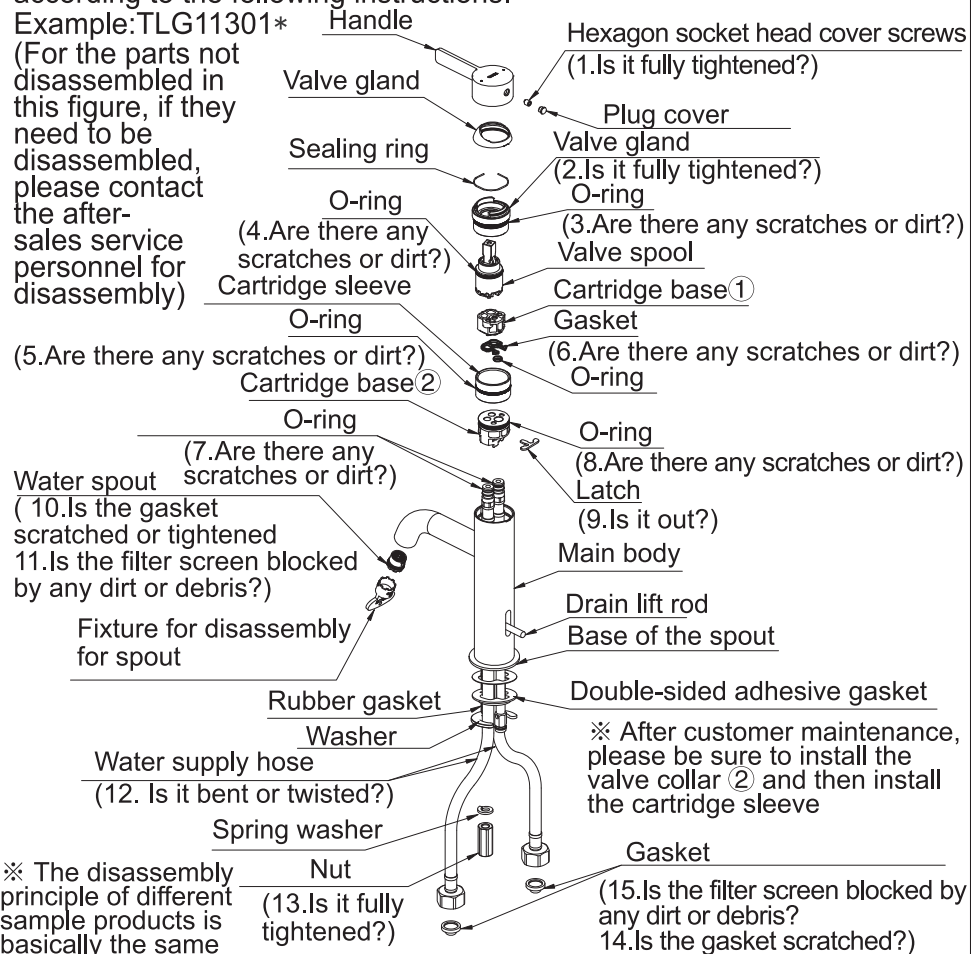 according to the following instructions.
Example:TLG11301*
(For the parts not
disassembled in
this figure, if they
need to be
disassembled,
please contact
the after-
sales service
personnel for
disassembly)
Handle
Hexagon socket head cover screws
(1.Is it fully tightened?)
Plug cover
Valve gland
Valve gland
(2.Is it fully tightened?)
Sealing ring
O-ring
(3.Are there any scratches or dirt?)
O-ring
(4.Are there any
scratches or dirt?)
Valve spool
Cartridge sleeve
Cartridge base①
O-ring
(5.Are there any scratches or dirt?)
Gasket
(6.Are there any scratches or dirt?)
O-ring
Cartridge base②
O-ring
(7.Are there any
scratches or dirt?)
O-ring
(8.Are there any scratches or dirt?)
Latch
(9.Is it out?)
Water spout
( 10.Is the gasket
scratched or tightened
11.Is the filter screen blocked
by any dirt or debris?)
Main body
Drain lift rod
Fixture for disassembly
for spout
Base of the spout
Rubber gasket
Double-sided adhesive gasket
Washer
Water supply hose
(12. Is it bent or twisted?)
※ After customer maintenance,
please be sure to install the
valve collar ② and then install
the cartridge sleeve
Spring washer
Nut
(13.Is it fully
tightened?)
Gasket
(15.Is the filter screen blocked by
any dirt or debris?
14.Is the gasket scratched?)
※ The disassembly
principle of different
sample products is
basically the same